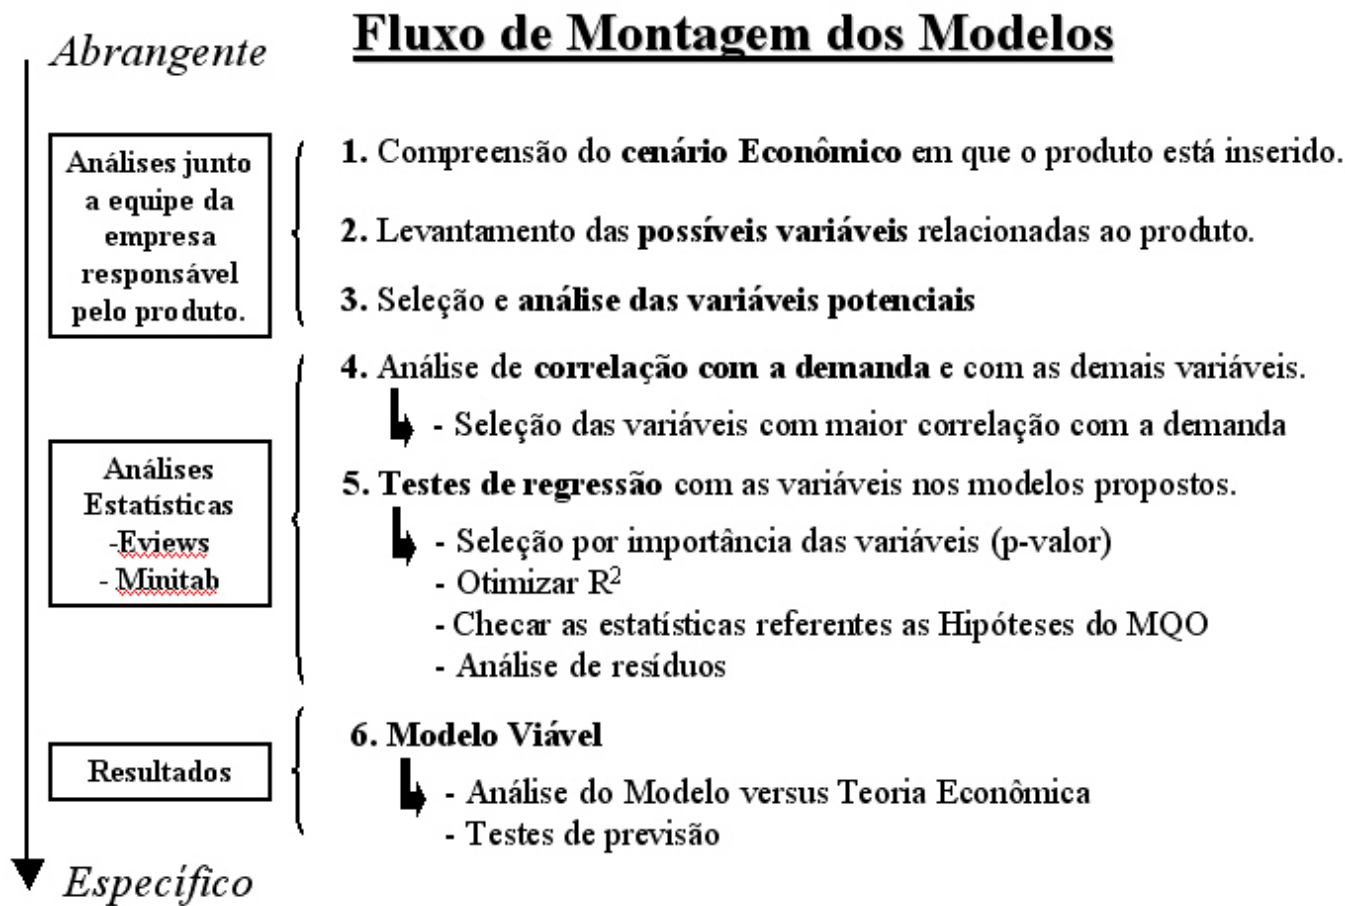 Abrangente
Fluxo de Montagem dos Modelos
Análises junto
a equipe da
empresa
responsável
pelo produto.
1. Compreensão do cenário Econômico em que o produto está inserido.
2. Levantamento das possíveis variáveis relacionadas ao produto.
3. Seleção e análise das variáveis potenciais
Análises
Estatísticas
-Eviews
- Minitab
4. Análise de correlação com a demanda e com as demais variáveis.
- Seleção das variáveis com maior correlação com a demanda
5. Testes de regressão com as variáveis nos modelos propostos.
- Seleção por importância das variáveis (p-valor)
- Otimizar R²
- Checar as estatísticas referentes as Hipóteses do MQO
- Análise de resíduos
Resultados
6. Modelo Viável
- Análise do Modelo versus Teoria Econômica
- Testes de previsão
Específico